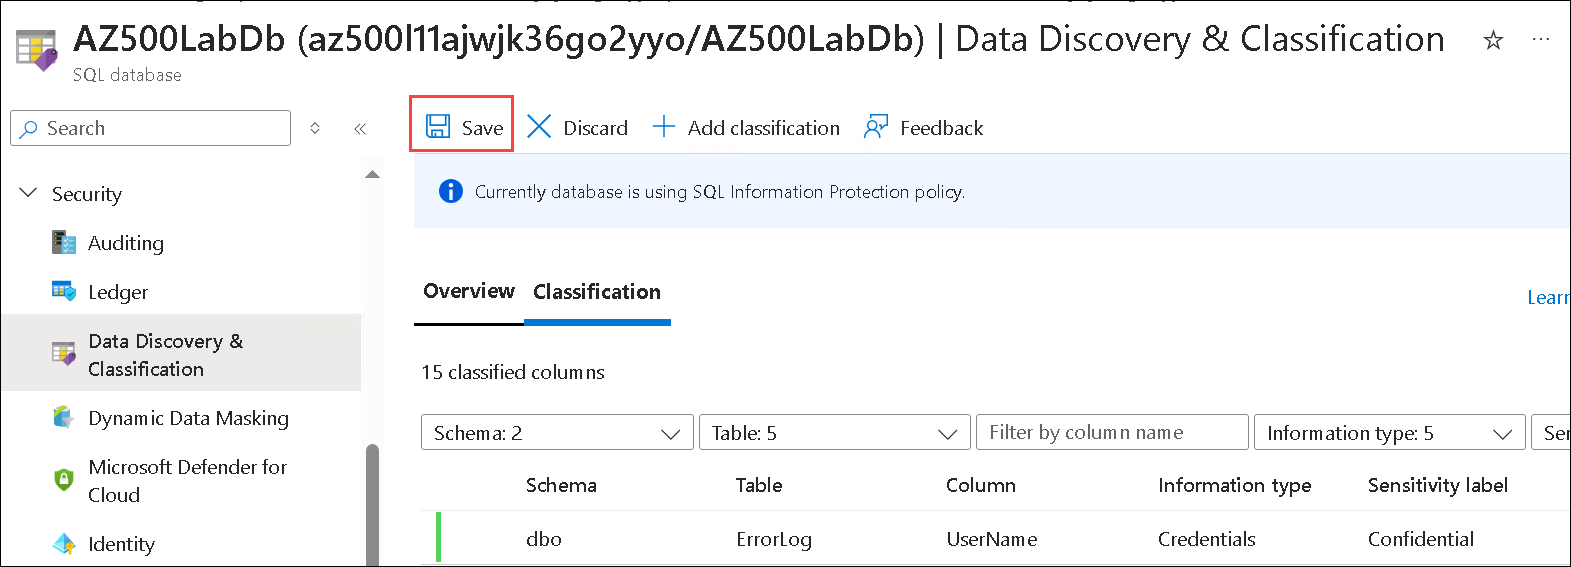 AZ500LabDb (az500l11ajwjk36go2yyo/AZ500LabDb) | Data Discovery & Classification
SQL database
Search
Save
Discard
Add classification
Feedback
Security
Auditing
Ledger
Data Discovery &
Classification
Dynamic Data Masking
Microsoft Defender for
Cloud
Identity
Currently database is using SQL Information Protection policy.
Overview
Classification
Learn
15 classified columns
Schema: 2
Table: 5
Filter by column name
Information type: 5
Sen
Schema Table Column Information type Sensitivity label
dbo ErrorLog UserName Credentials Confidential